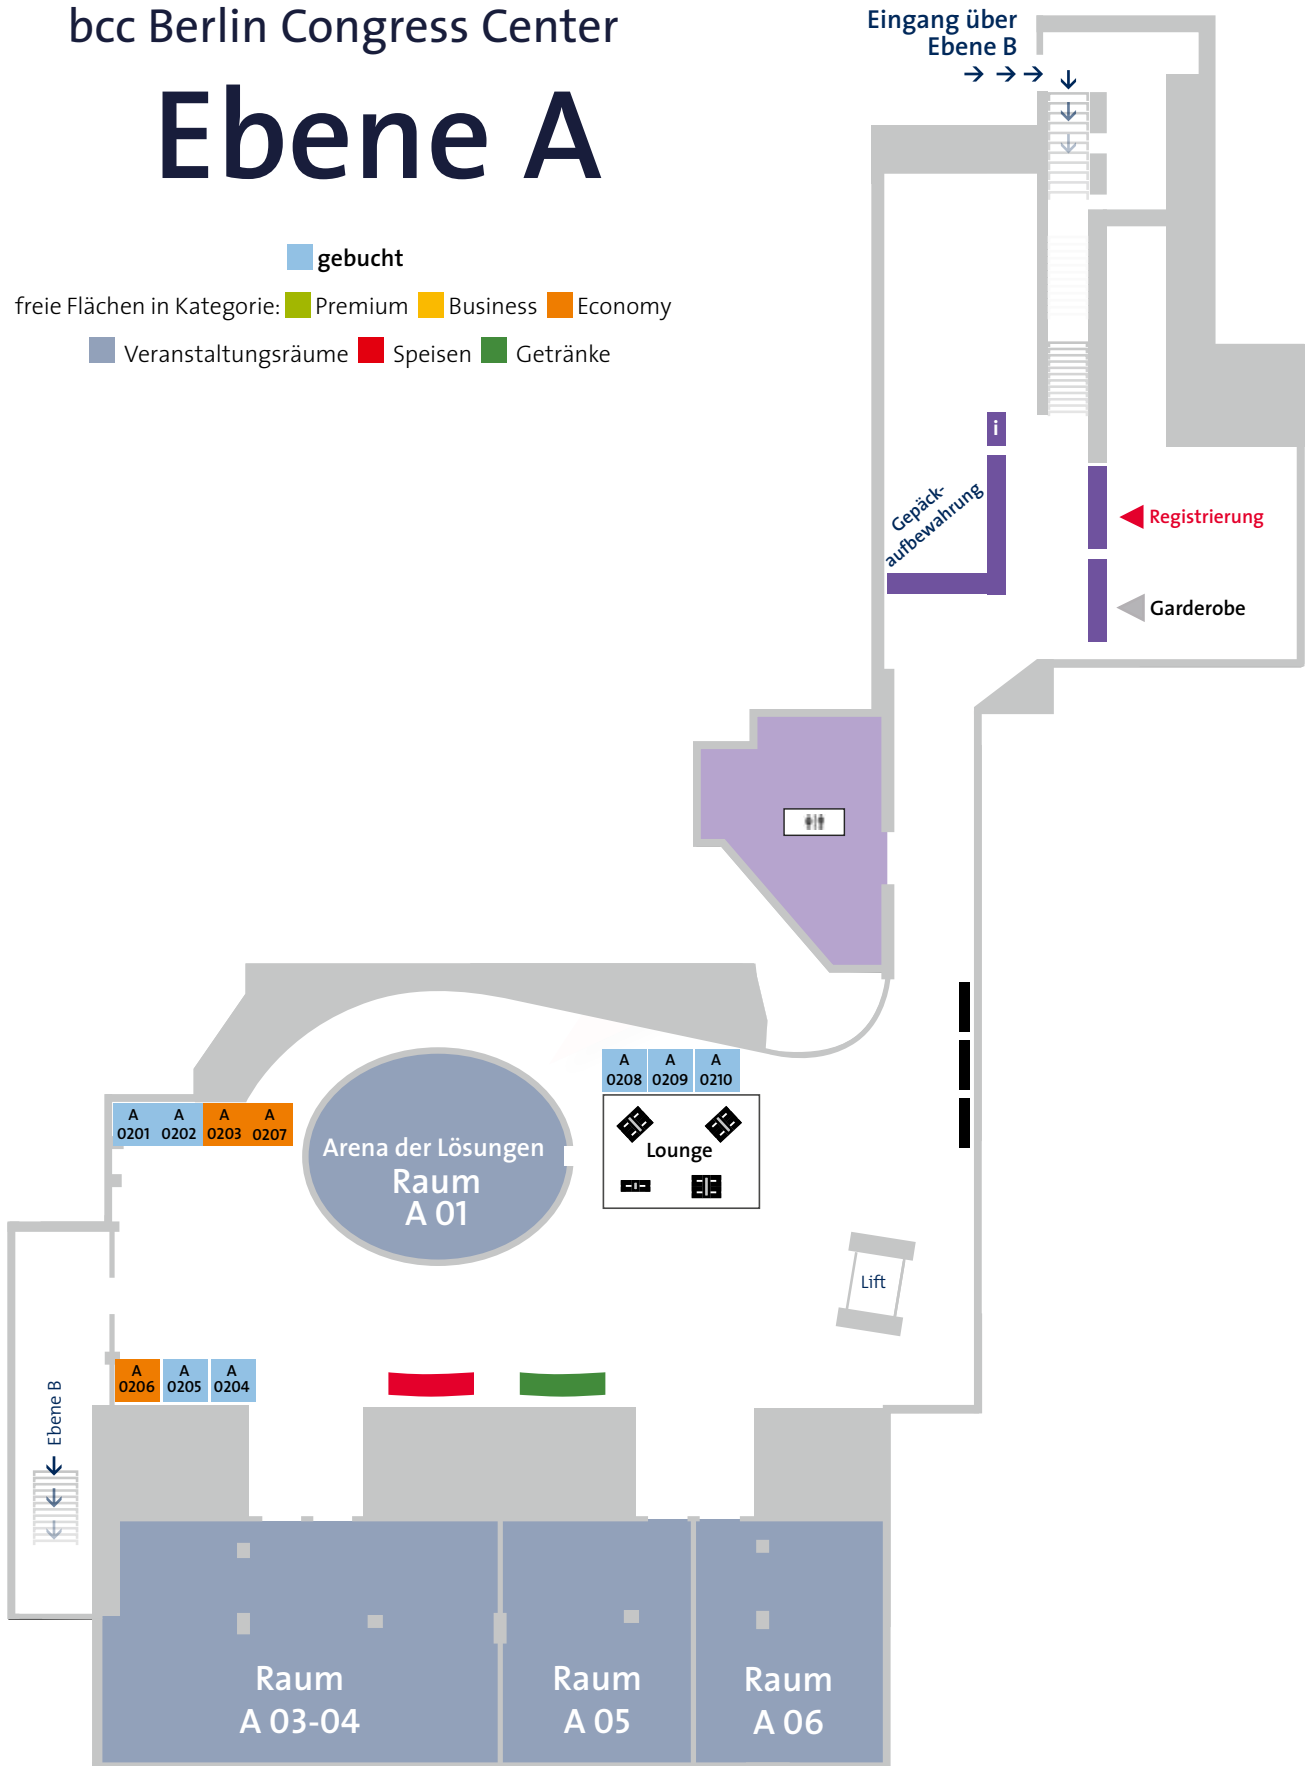 bcc Berlin Congress Center
Ebene A
gebucht
freie Flächen in Kategorie: Premium Business Economy
Veranstaltungsräume Speisen Getränke
Eingang über
Ebene B
i
Gepäck-
aufbewahrung
Registrierung
Garderobe
A
0208
A
0209
A
0210
Lounge
A
0201
A
0202
A
0203
A
0207
Arena der Lösungen
Raum
A 01
Lift
A
0206
A
0205
A
0204
Ebene B
Raum
A 03-04
Raum
A 05
Raum
A 06